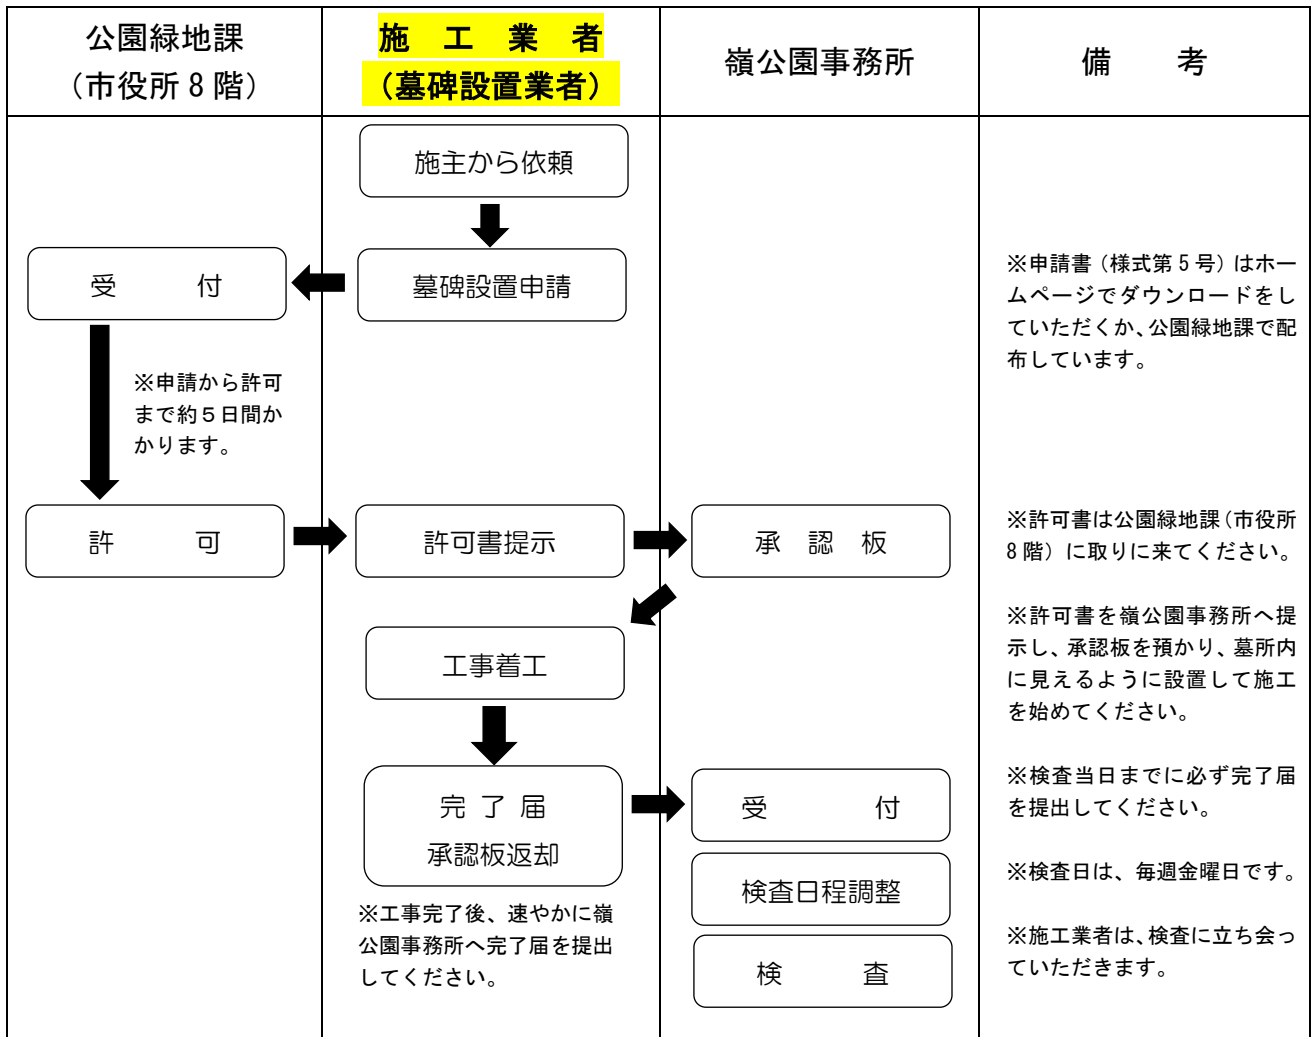 公園緑地課
（市役所８階）
施　工　業　者
（墓碑設置業者）
嶺公園事務所
備　　考
施主から依頼
墓碑設置申請
受　　付
※申請から許可
まで約５日間か
かります。
許　　可
許可書提示
承　認　板
工事着工
完 了 届
承認板返却
※工事完了後、速やかに嶺
公園事務所へ完了届を提出
してください。
受　　付
検査日程調整
検　　査
※申請書（様式第５号）はホー
ムページでダウンロードをし
ていただくか、公園緑地課で配
布しています。
※許可書は公園緑地課（市役所
８階）に取りに来てください。
※許可書を嶺公園事務所へ提
示し、承認板を預かり、墓所内
に見えるように設置して施工
を始めてください。
※検査当日までに必ず完了届
を提出してください。
※検査日は、毎週金曜日です。
※施工業者は、検査に立ち会っ
ていただきます。